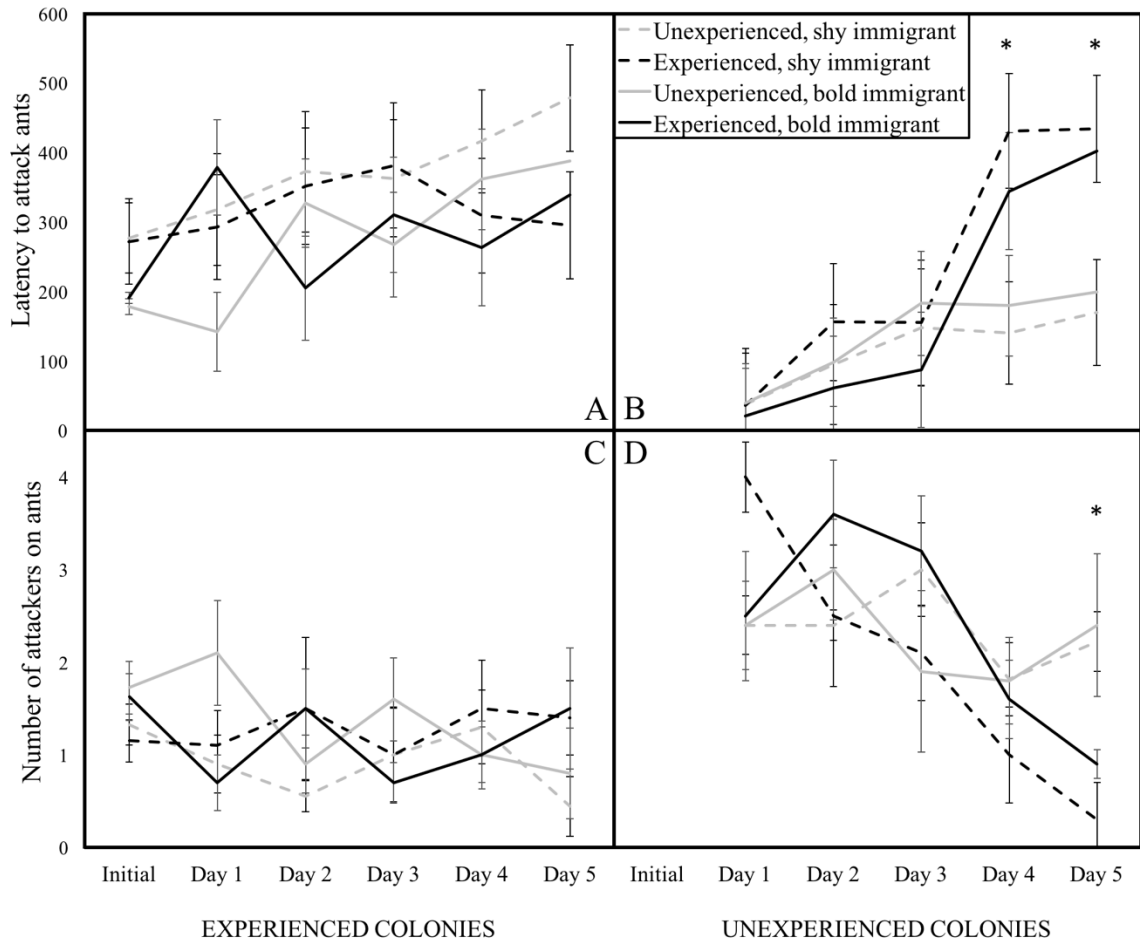 600
500
400
300
200
100
0
Latency to attack ants
A
Unexperienced, shy immigrant
Experienced, shy immigrant
Unexperienced, bold immigrant
Experienced, bold immigrant
* *
B
4
3
2
1
0
Number of attackers on ants
C
D
*
Initial Day 1 Day 2 Day 3 Day 4 Day 5
Initial Day 1 Day 2 Day 3 Day 4 Day 5
EXPERIENCED COLONIES
UNEXPERIENCED COLONIES